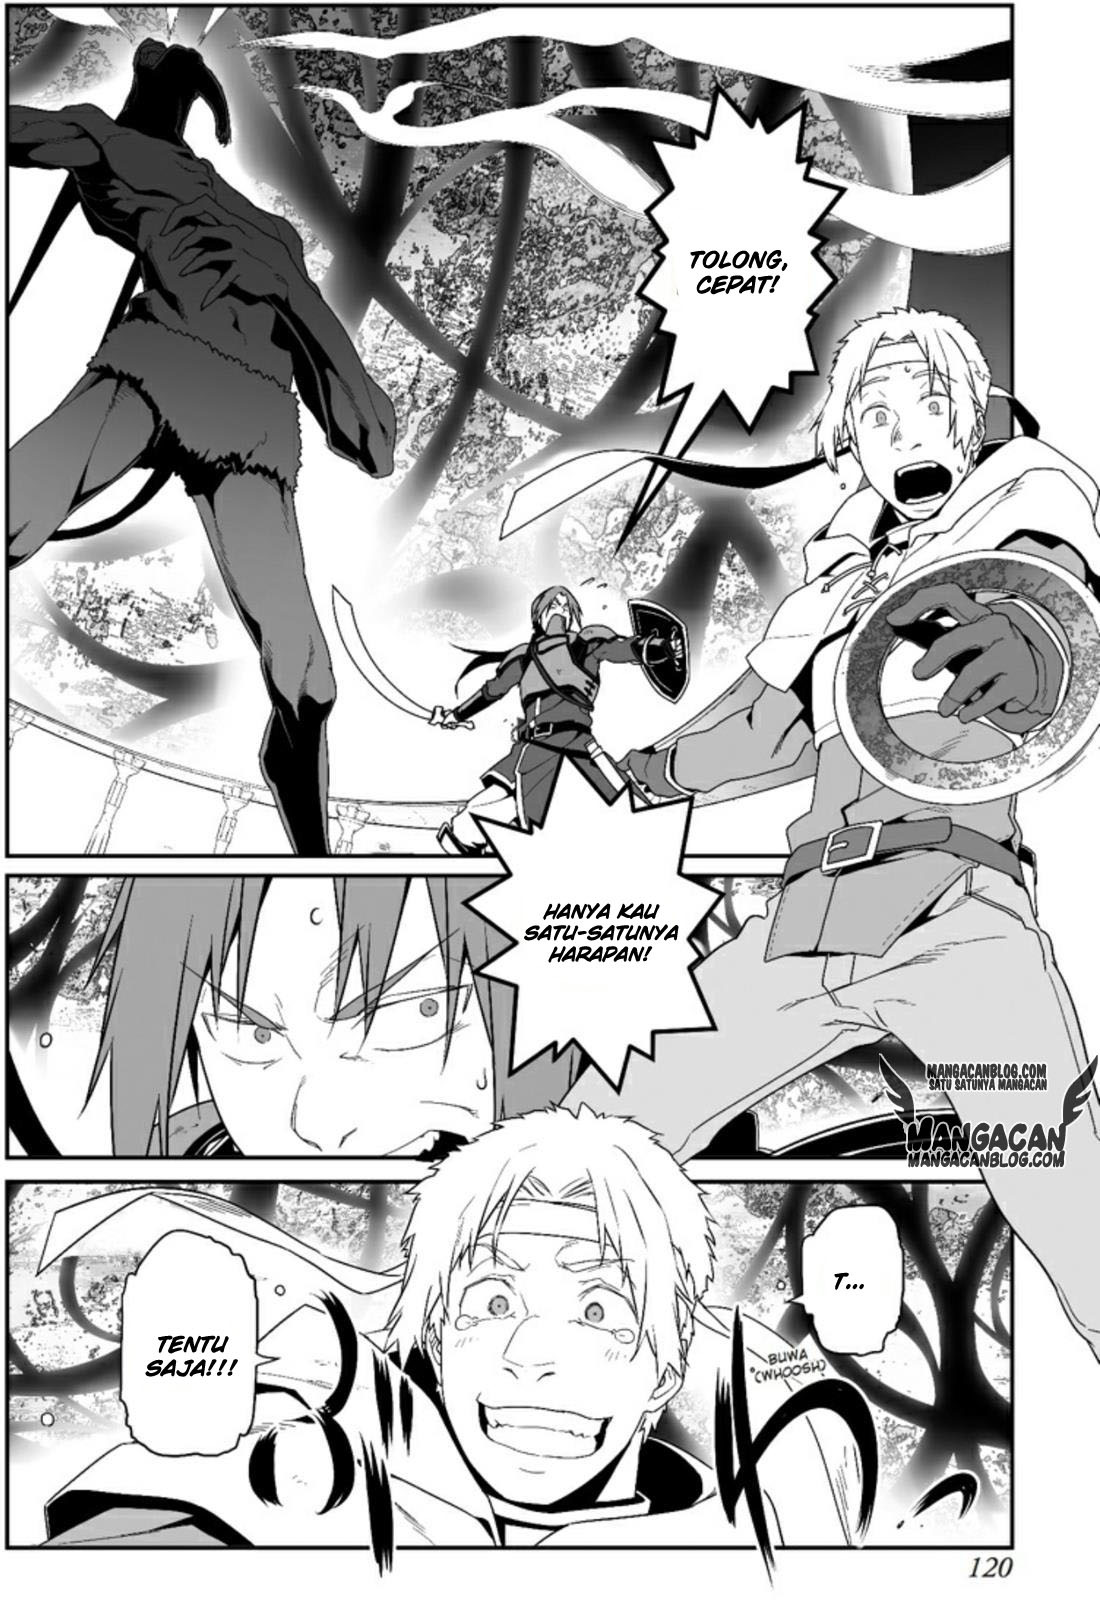 TOLONG,
CEPAT!
HANYA KAU
SATU-SATUNYA
HARAPAN!
MANGACANBLOG.COM
SATU SATUNYA MANGACAN
MANGACAN
MANGACANBLOG.COM
T...
BUWA
(WHOOSH)
TENTU
SAJA!!!
120